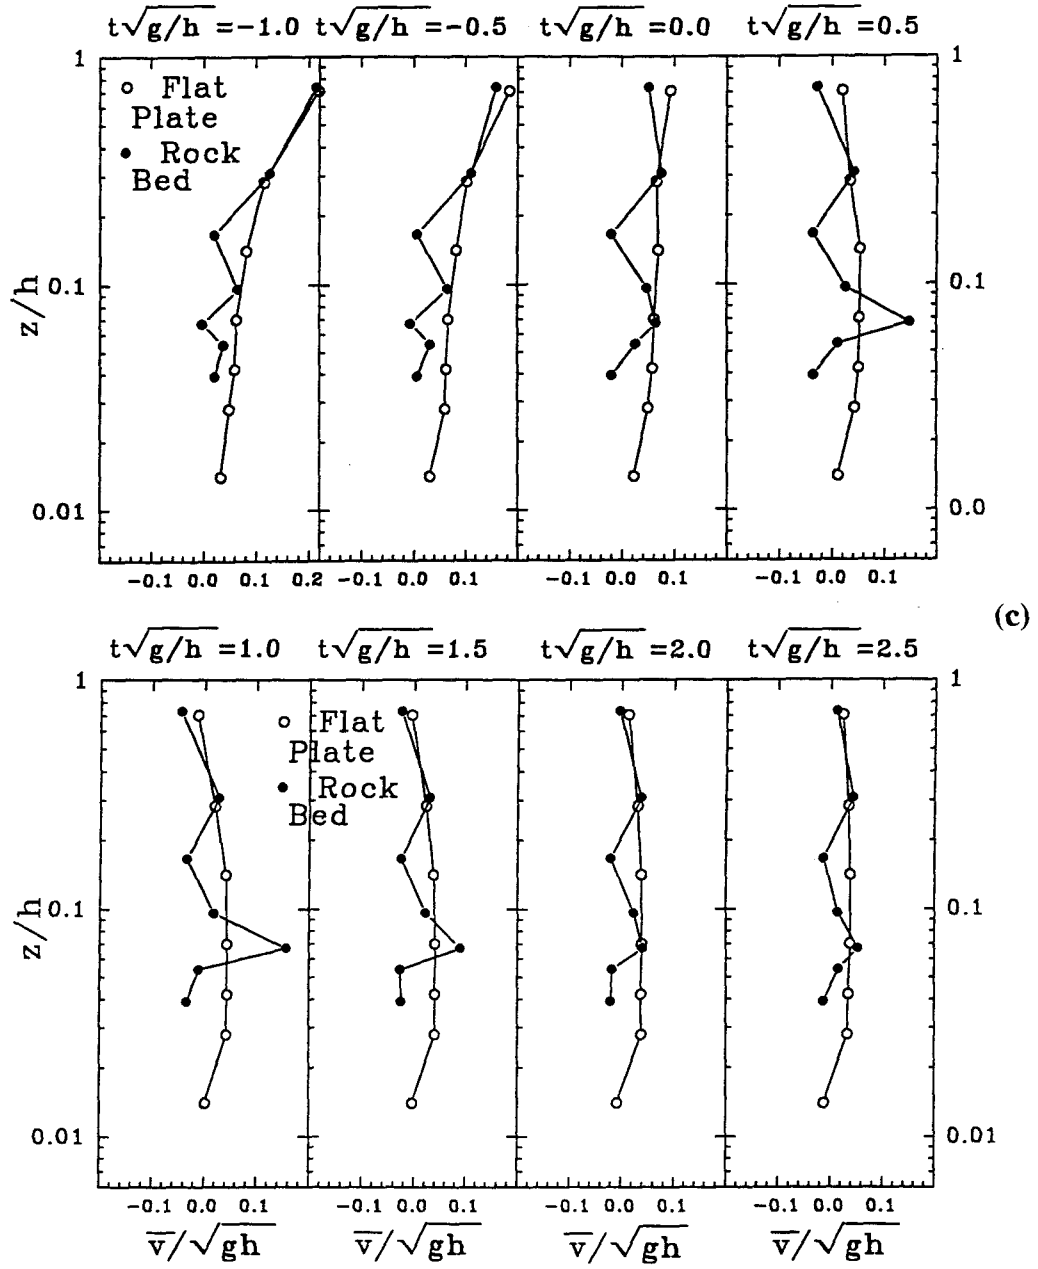 t√g/h =-1.0 t√g/h =-0.5 t√g/h =0.0 t√g/h =0.5
1 1
○ Flat
Plate
● Rock
Bed
z/h
0.1 0.1
0.01 0.0
-0.1 0.0 0.1 0.2 -0.1 0.0 0.1 -0.1 0.0 0.1 -0.1 0.0 0.1
(c)
t√g/h =1.0 t√g/h =1.5 t√g/h =2.0 t√g/h =2.5
1 1
○ Flat
Plate
● Rock
Bed
z/h
0.1 0.1
0.01 0.01
-0.1 0.0 0.1 -0.1 0.0 0.1 -0.1 0.0 0.1 -0.1 0.0 0.1
v̅/√gh v̅/√gh v̅/√gh v̅/√gh